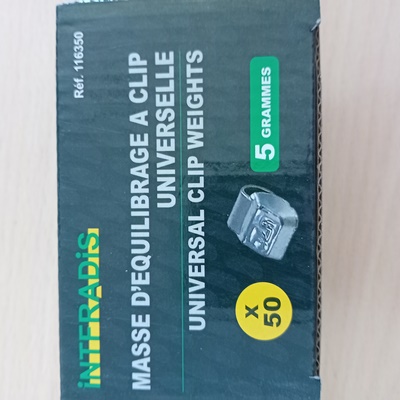 iNTERADiS
Réf. 116350
MASSE D'EQUILIBRAGE A CLIP
UNIVERSELLE
UNIVERSAL CLIP WEIGHTS
5 GRAMMES
X
50